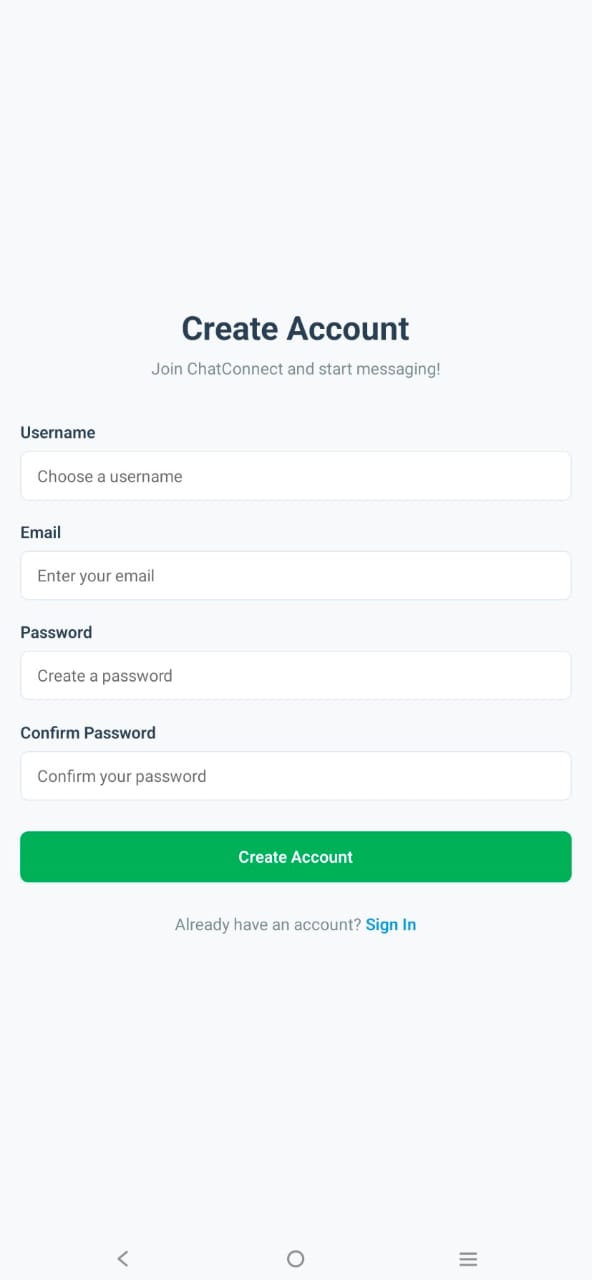 Create Account
Join ChatConnect and start messaging!
Username
Choose a username
Email
Enter your email
Password
Create a password
Confirm Password
Confirm your password
Create Account
Already have an account? Sign In